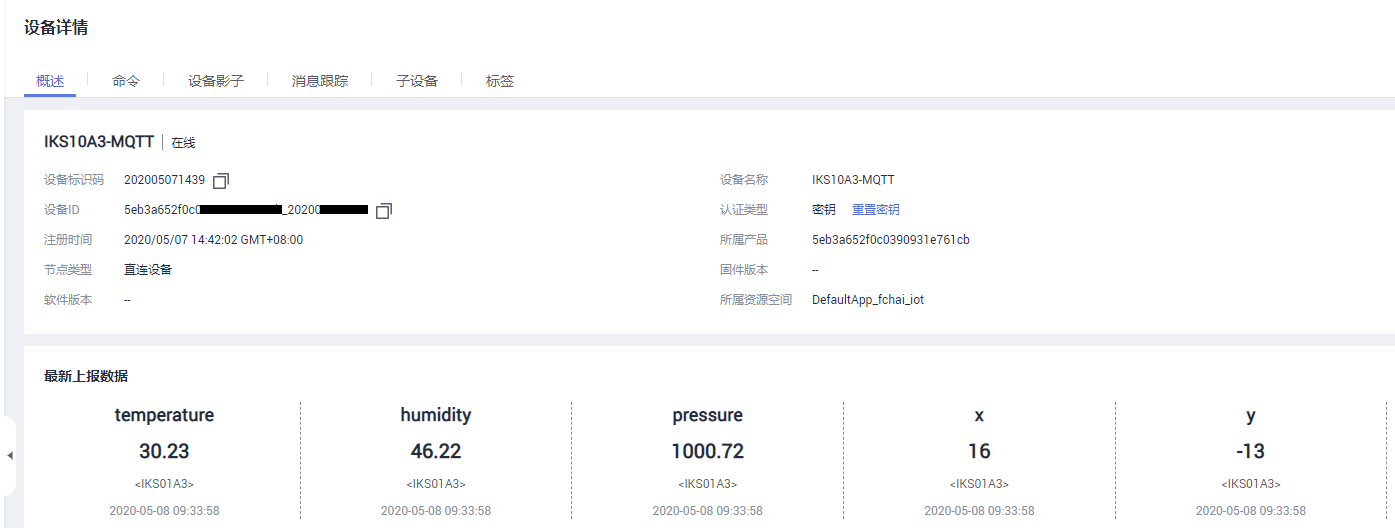 设备详情
概述 命令 设备影子 消息跟踪 子设备 标签
IKS10A3-MQTT 在线
设备标识码 202005071439 设备名称 IKS10A3-MQTT
设备ID 5eb3a652f0c0 _20200 认证类型 密钥 重置密钥
注册时间 2020/05/07 14:42:02 GMT+08:00 所属产品 5eb3a652f0c0390931e761cb
节点类型 直连设备 固件版本 --
软件版本 -- 所属资源空间 DefaultApp_fchai_iot
最新上报数据
temperature humidity pressure x y
30.23 46.22 1000.72 16 -13
<IKS01A3> <IKS01A3> <IKS01A3> <IKS01A3> <IKS01A3>
2020-05-08 09:33:58 2020-05-08 09:33:58 2020-05-08 09:33:58 2020-05-08 09:33:58 2020-05-08 09:33:58